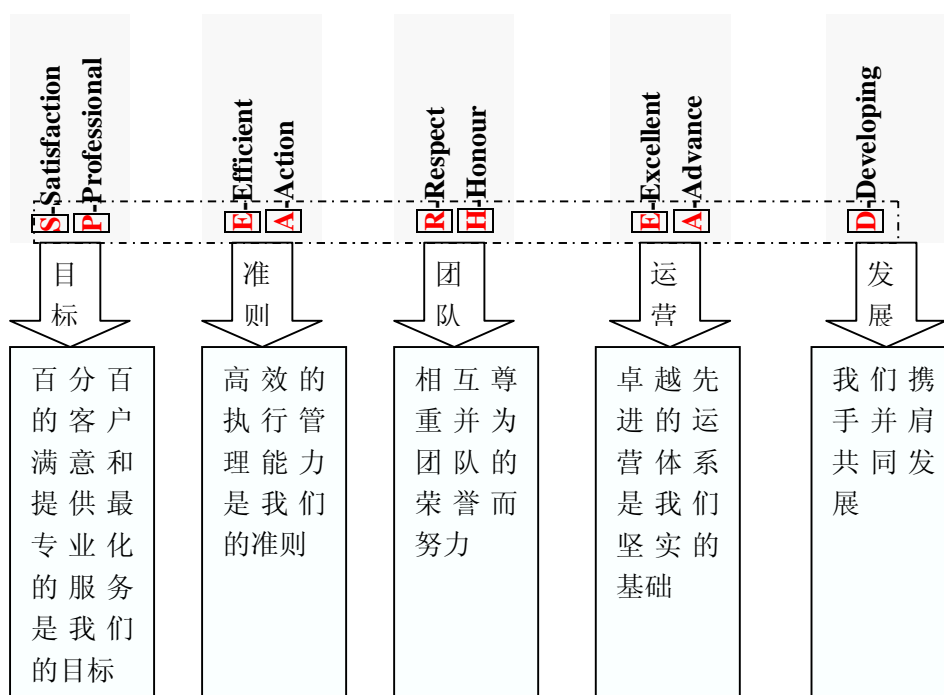 S-Satisfaction
P-Professional
E-Efficient
A-Action
R-Respect
H-Honour
E-Excellent
A-Advance
D-Developing
目
标
准
则
团
队
运
营
发
展
百分百
的客户
满意和
提供最
专业化
的服务
是我们
的目标
高效的
执行管
理能力
是我们
的准则
相互尊
重并为
团队的
荣誉而
努力
卓越先
进的运
营体系
是我们
坚实的
基础
我们携
手并肩
共同发
展